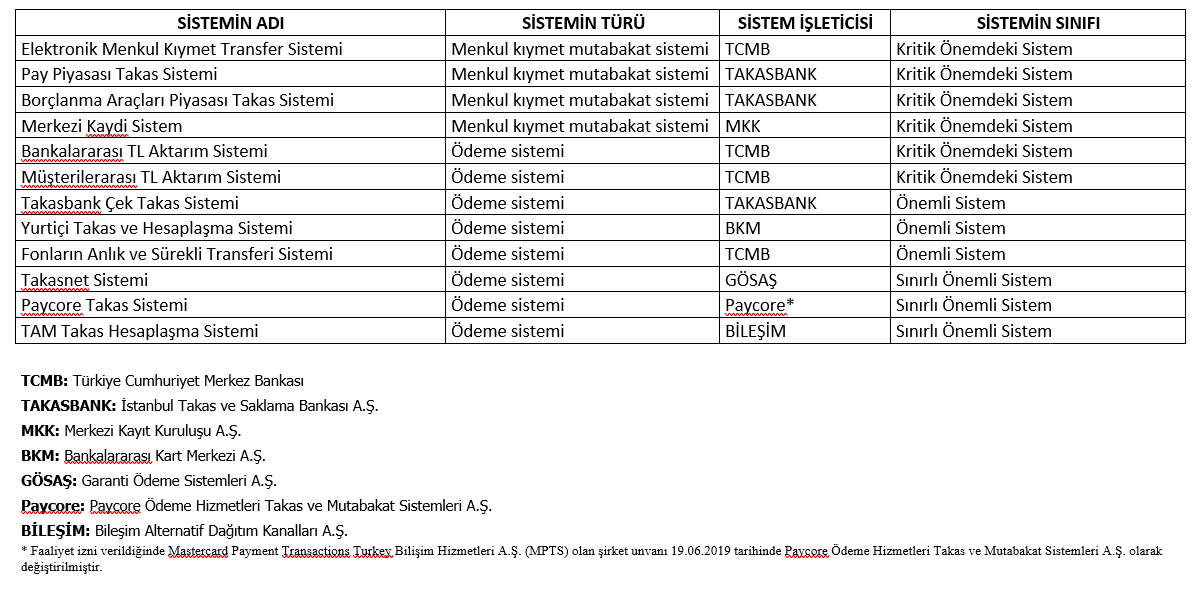 SİSTEMİN ADI SİSTEMİN TÜRÜ SİSTEM İŞLETİCİSİ SİSTEMİN SINIFI
Elektronik Menkul Kıymet Transfer Sistemi Menkul kıymet mutabakat sistemi TCMB Kritik Önemdeki Sistem
Pay Piyasası Takas Sistemi Menkul kıymet mutabakat sistemi TAKASBANK Kritik Önemdeki Sistem
Borçlanma Araçları Piyasası Takas Sistemi Menkul kıymet mutabakat sistemi TAKASBANK Kritik Önemdeki Sistem
Merkezi Kaydi Sistem Menkul kıymet mutabakat sistemi MKK Kritik Önemdeki Sistem
Bankalararası TL Aktarım Sistemi Ödeme sistemi TCMB Kritik Önemdeki Sistem
Müşterilerarası TL Aktarım Sistemi Ödeme sistemi TCMB Kritik Önemdeki Sistem
Takasbank Çek Takas Sistemi Ödeme sistemi TAKASBANK Önemli Sistem
Yurtiçi Takas ve Hesaplaşma Sistemi Ödeme sistemi BKM Önemli Sistem
Fonların Anlık ve Sürekli Transferi Sistemi Ödeme sistemi TCMB Önemli Sistem
Takasnet Sistemi Ödeme sistemi GÖSAŞ Sınırlı Önemli Sistem
Paycore Takas Sistemi Ödeme sistemi Paycore* Sınırlı Önemli Sistem
TAM Takas Hesaplaşma Sistemi Ödeme sistemi BİLEŞİM Sınırlı Önemli Sistem
TCMB: Türkiye Cumhuriyet Merkez Bankası
TAKASBANK: İstanbul Takas ve Saklama Bankası A.Ş.
MKK: Merkezi Kayıt Kuruluşu A.Ş.
BKM: Bankalararası Kart Merkezi A.Ş.
GÖSAŞ: Garanti Ödeme Sistemleri A.Ş.
Paycore: Paycore Ödeme Hizmetleri Takas ve Mutabakat Sistemleri A.Ş.
BİLEŞİM: Bileşim Alternatif Dağıtım Kanalları A.Ş.
* Faaliyet izni verildiğinde Mastercard Payment Transactions Turkey Bilişim Hizmetleri A.Ş. (MPTS) olan şirket unvanı 19.06.2019 tarihinde Paycore Ödeme Hizmetleri Takas ve Mutabakat Sistemleri A.Ş. olarak
değiştirilmiştir.